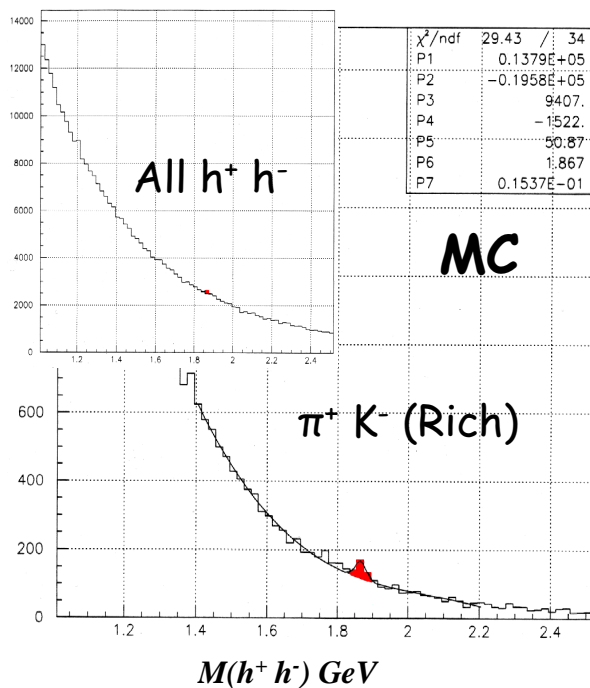 14000
12000
10000
8000
6000
4000
2000
0
1.2 1.4 1.6 1.8 2 2.2 2.4
All h⁺ h⁻
χ²/ndf 29.43 / 34
P1 0.1379E+05
P2 −0.1958E+05
P3 9407.
P4 −1522.
P5 50.87
P6 1.867
P7 0.1537E−01
MC
π⁺ K⁻ (Rich)
600
400
200
0
1.2 1.4 1.6 1.8 2 2.2 2.4
M(h⁺ h⁻) GeV